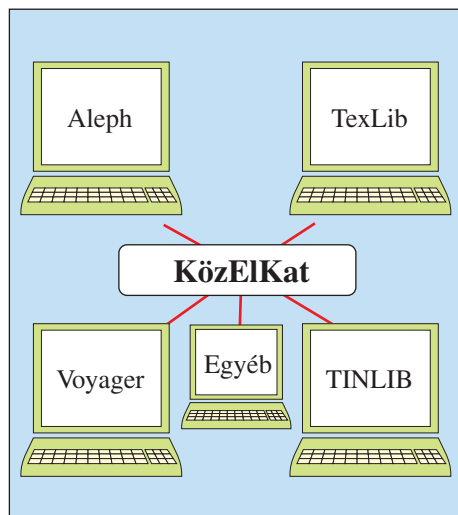 Aleph
TexLib
KözElKat
Voyager
Egyéb
TINLIB